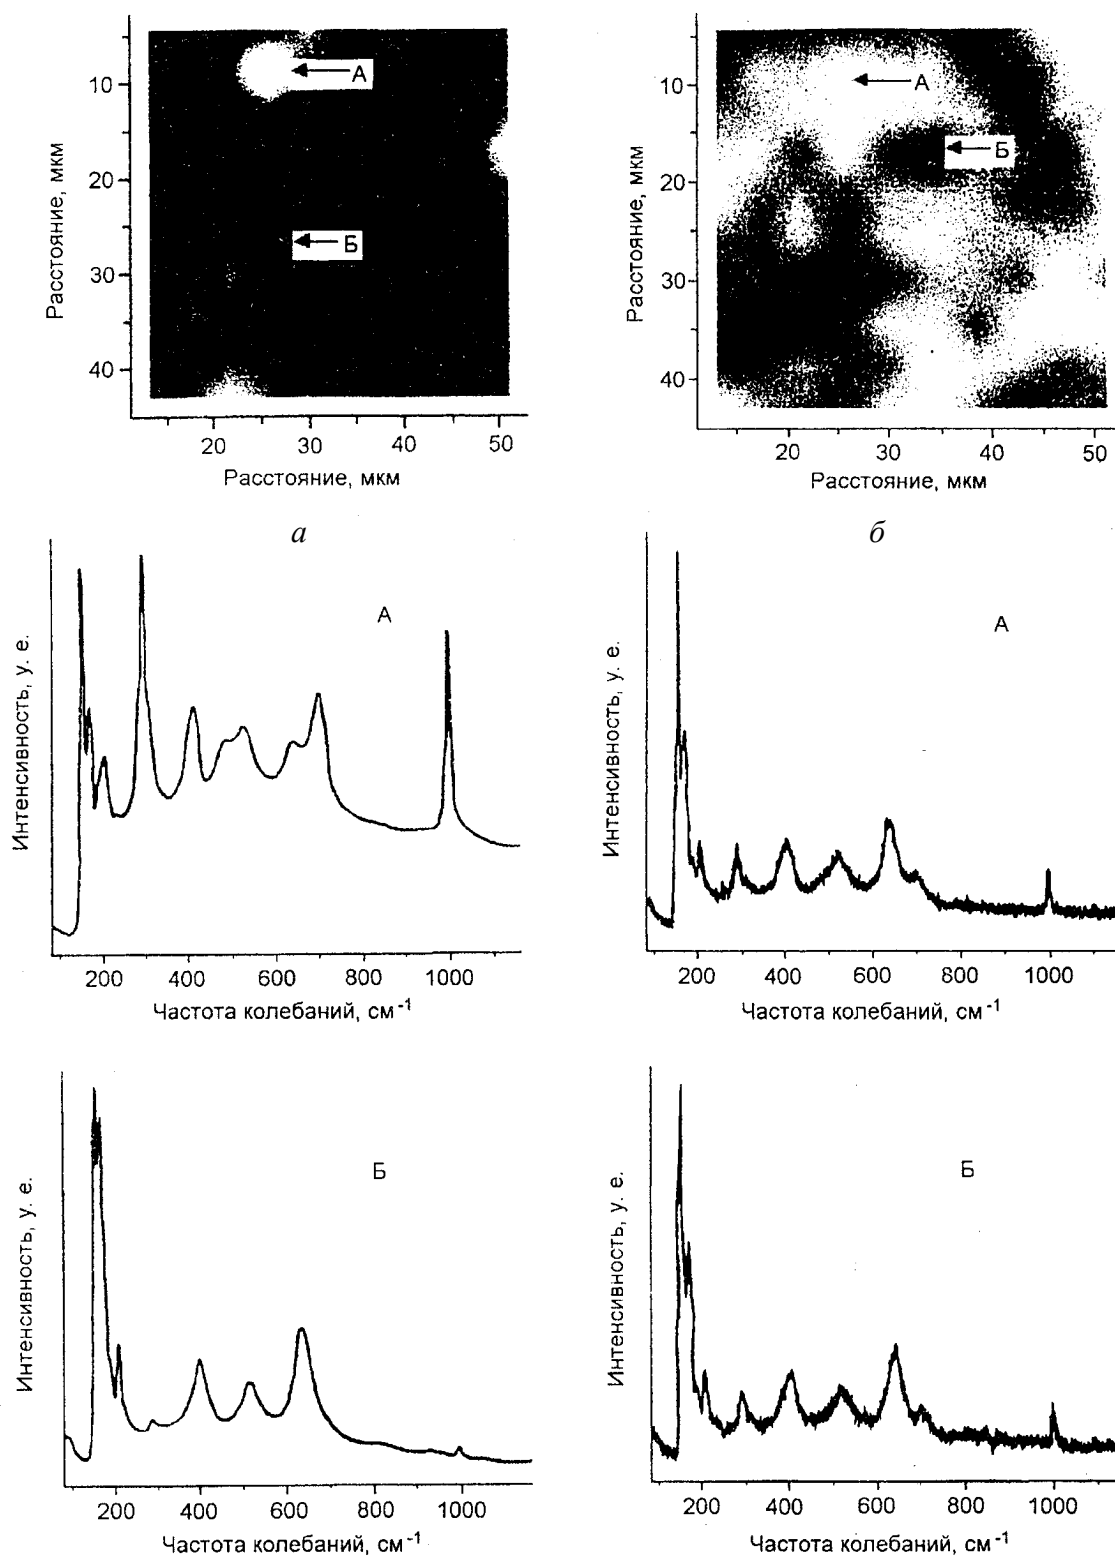 10
20
30
40
Расстояние, мкм
А
Б
20
30
40
50
Расстояние, мкм
а
10
20
30
40
Расстояние, мкм
А
Б
20
30
40
50
Расстояние, мкм
б
Интенсивность, у. е.
А
200
400
600
800
1000
Частота колебаний, см⁻¹
Интенсивность, у. е.
А
200
400
600
800
1000
Частота колебаний, см⁻¹
Интенсивность, у. е.
Б
200
400
600
800
1000
Частота колебаний, см⁻¹
Интенсивность, у. е.
Б
200
400
600
800
1000
Частота колебаний, см⁻¹